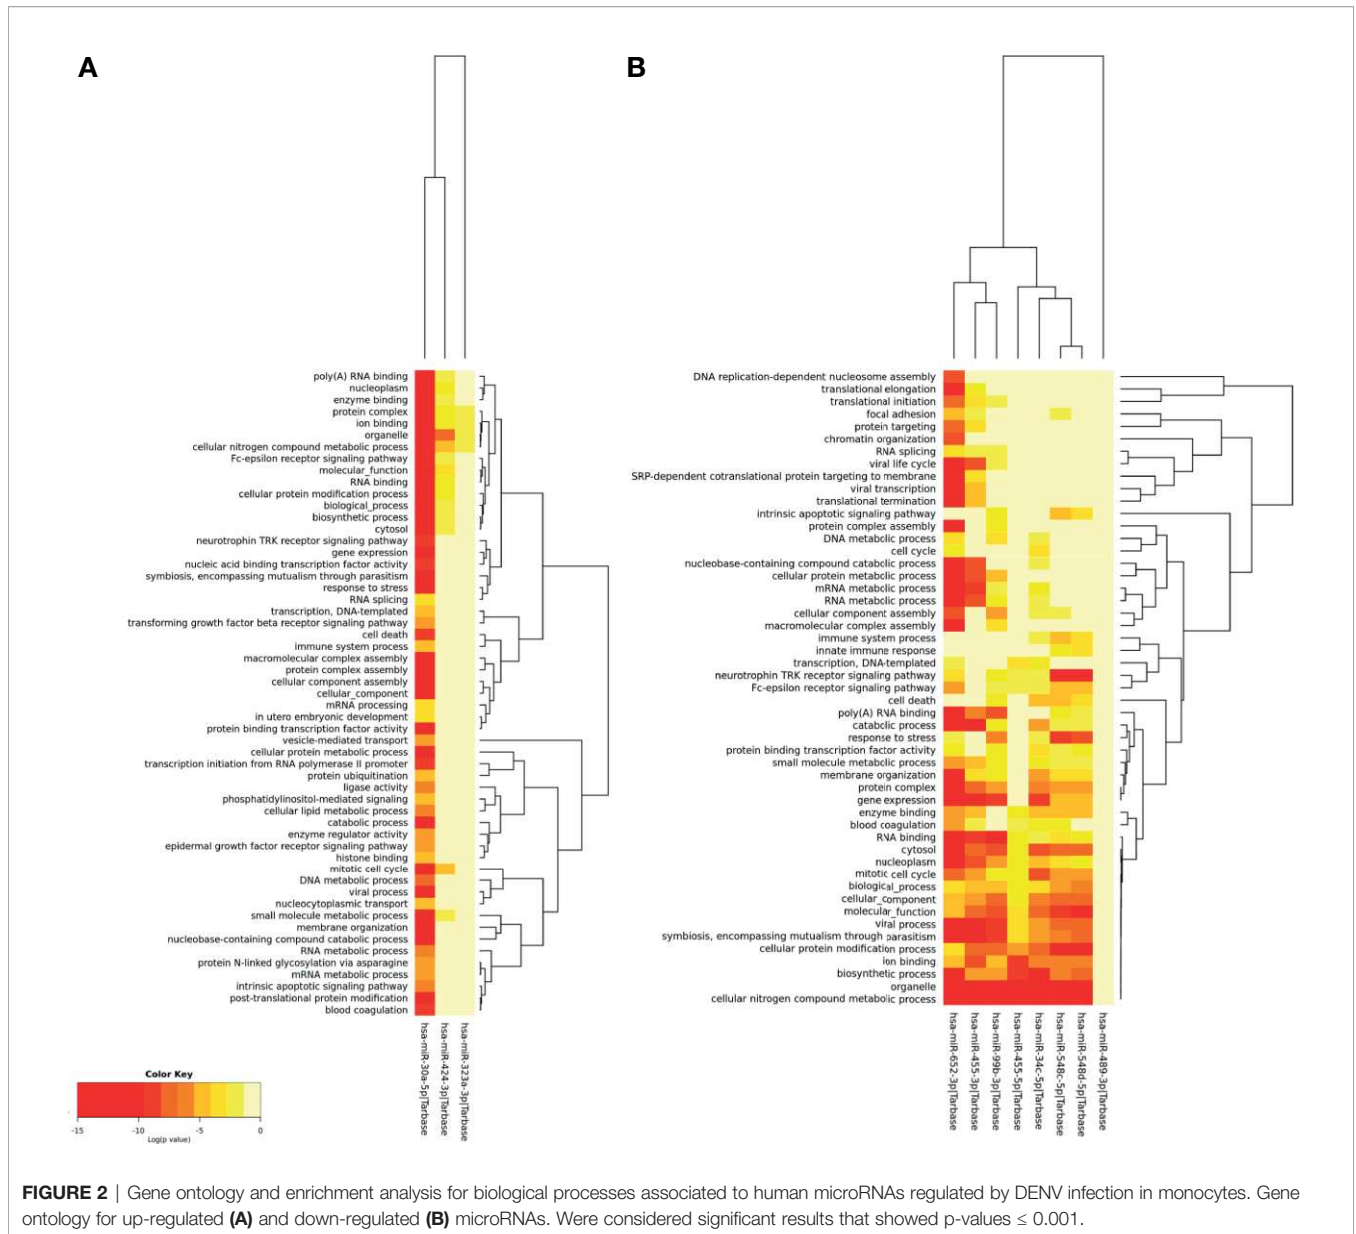 A
B
poly(A) RNA binding
nucleoplasm
enzyme binding
protein complex
ion binding
organelle
cellular nitrogen compound metabolic process
Fc-epsilon receptor signaling pathway
molecular_function
RNA binding
cellular protein modification process
biological_process
biosynthetic process
cytosol
neurotrophin TRK receptor signaling pathway
gene expression
nucleic acid binding transcription factor activity
symbiosis, encompassing mutualism through parasitism
response to stress
RNA splicing
transcription, DNA-templated
transforming growth factor beta receptor signaling pathway
cell death
immune system process
macromolecular complex assembly
protein complex assembly
cellular component assembly
cellular_component
mRNA processing
in utero embryonic development
protein binding transcription factor activity
vesicle-mediated transport
cellular protein metabolic process
transcription initiation from RNA polymerase II promoter
protein ubiquitination
ligase activity
phosphatidylinositol-mediated signaling
cellular lipid metabolic process
catabolic process
enzyme regulator activity
epidermal growth factor receptor signaling pathway
histone binding
mitotic cell cycle
DNA metabolic process
viral process
nucleocytoplasmic transport
small molecule metabolic process
membrane organization
nucleobase-containing compound catabolic process
RNA metabolic process
protein N-linked glycosylation via asparagine
mRNA metabolic process
intrinsic apoptotic signaling pathway
post-translational protein modification
blood coagulation
hsa-miR-30a-5p|Tarbase
hsa-miR-424-3p|Tarbase
hsa-miR-323a-3p|Tarbase
Color Key
-15 -10 -5 0
Log(p value)
DNA replication-dependent nucleosome assembly
translational elongation
translational initiation
focal adhesion
protein targeting
chromatin organization
RNA splicing
viral life cycle
SRP-dependent cotranslational protein targeting to membrane
viral transcription
translational termination
intrinsic apoptotic signaling pathway
protein complex assembly
DNA metabolic process
cell cycle
nucleobase-containing compound catabolic process
cellular protein metabolic process
mRNA metabolic process
RNA metabolic process
cellular component assembly
macromolecular complex assembly
immune system process
innate immune response
transcription, DNA-templated
neurotrophin TRK receptor signaling pathway
Fc-epsilon receptor signaling pathway
cell death
poly(A) RNA binding
catabolic process
response to stress
protein binding transcription factor activity
small molecule metabolic process
membrane organization
protein complex
gene expression
enzyme binding
blood coagulation
RNA binding
cytosol
nucleoplasm
mitotic cell cycle
biological_process
cellular_component
molecular_function
viral process
symbiosis, encompassing mutualism through parasitism
cellular protein modification process
ion binding
biosynthetic process
organelle
cellular nitrogen compound metabolic process
hsa-miR-652-3p|Tarbase
hsa-miR-455-3p|Tarbase
hsa-miR-99b-3p|Tarbase
hsa-miR-455-5p|Tarbase
hsa-miR-34c-5p|Tarbase
hsa-miR-548c-5p|Tarbase
hsa-miR-548d-5p|Tarbase
hsa-miR-489-3p|Tarbase
FIGURE 2 | Gene ontology and enrichment analysis for biological processes associated to human microRNAs regulated by DENV infection in monocytes. Gene
ontology for up-regulated (A) and down-regulated (B) microRNAs. Were considered significant results that showed p-values ≤ 0.001.